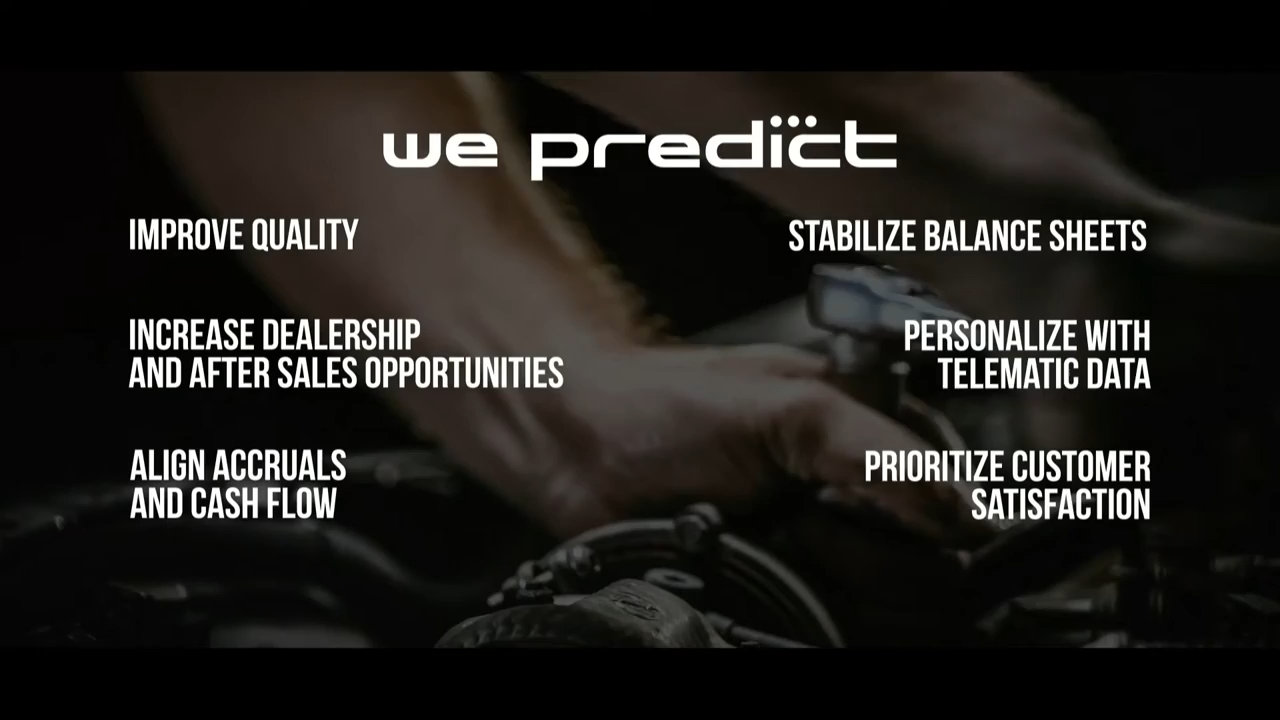 we predict
IMPROVE QUALITY
STABILIZE BALANCE SHEETS
INCREASE DEALERSHIP
AND AFTER SALES OPPORTUNITIES
PERSONALIZE WITH
TELEMATIC DATA
ALIGN ACCRUALS
AND CASH FLOW
PRIORITIZE CUSTOMER
SATISFACTION